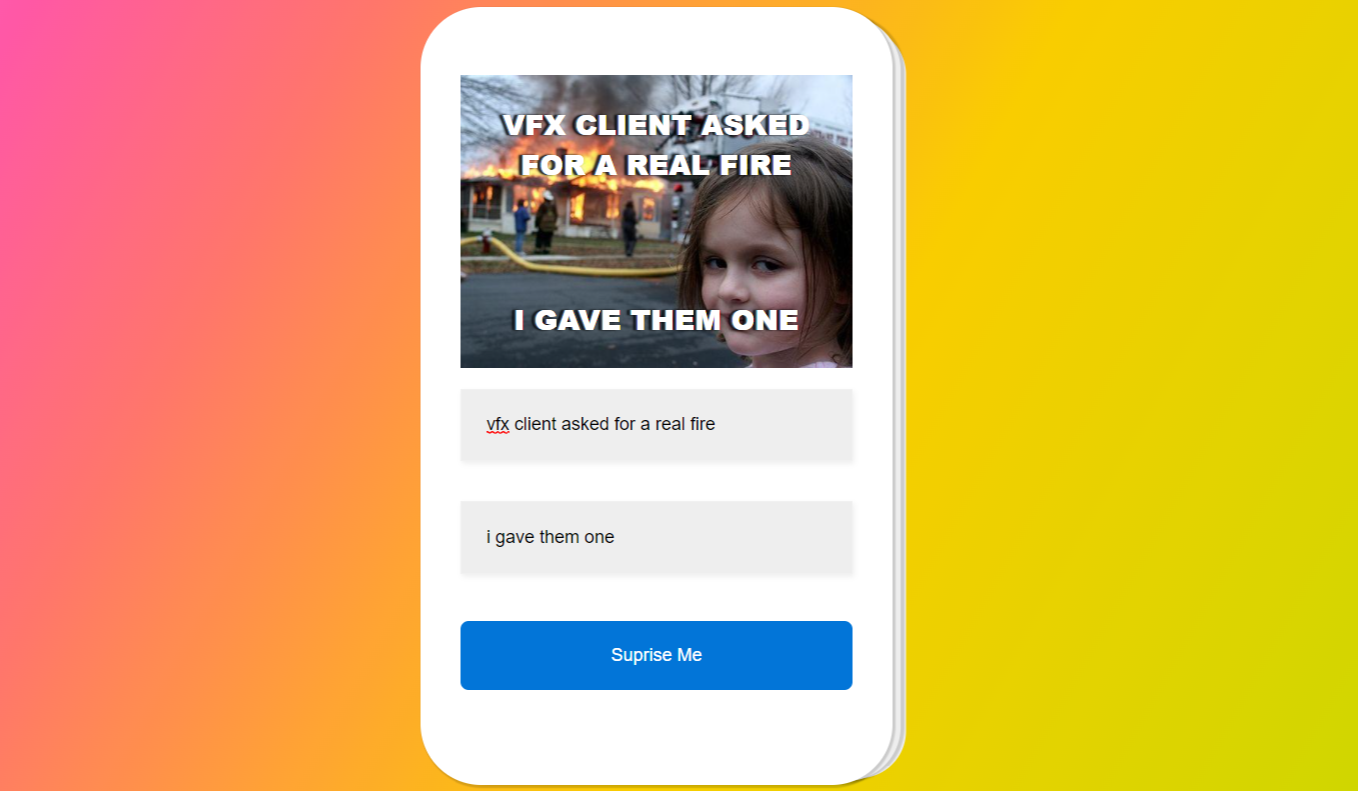 VFX CLIENT ASKED
FOR A REAL FIRE
I GAVE THEM ONE
vfx client asked for a real fire
i gave them one
Suprise Me